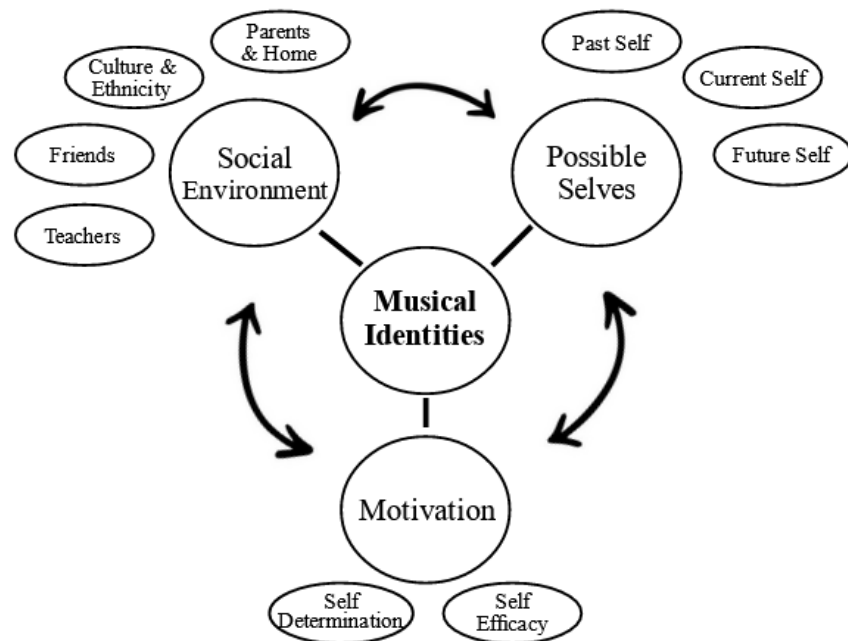 Parents
& Home
Culture &
Ethnicity
Friends
Teachers
Social
Environment
Past Self
Current Self
Future Self
Possible
Selves
Musical
Identities
Motivation
Self
Determination
Self
Efficacy